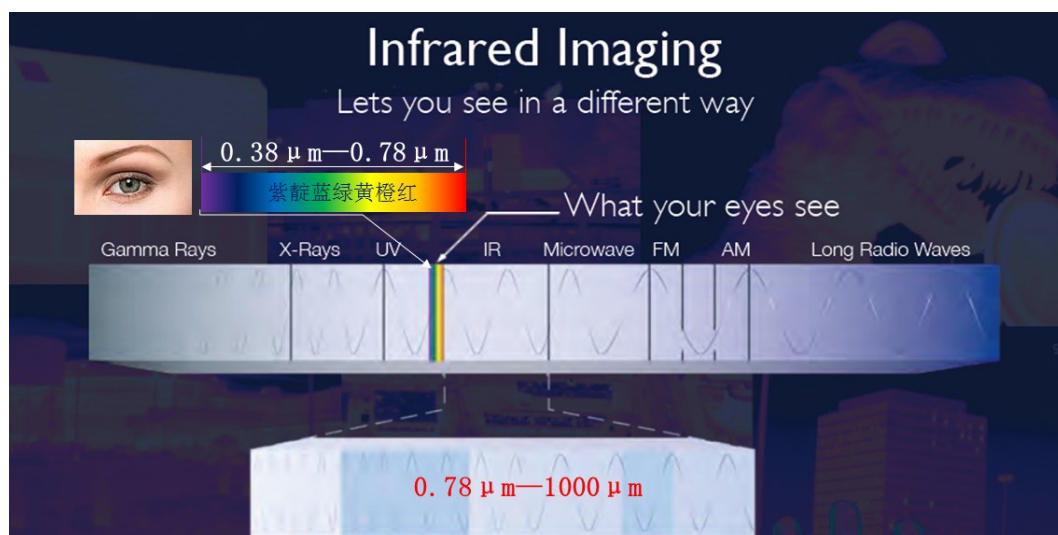 Infrared Imaging
Lets you see in a different way
0.38μm—0.78μm
紫靛蓝绿黄橙红
What your eyes see
Gamma Rays X-Rays UV IR Microwave FM AM Long Radio Waves
0.78μm—1000μm